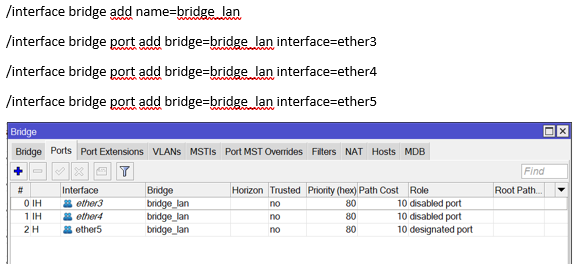 /interface bridge add name=bridge_lan
/interface bridge port add bridge=bridge_lan interface=ether3
/interface bridge port add bridge=bridge_lan interface=ether4
/interface bridge port add bridge=bridge_lan interface=ether5
Bridge
Bridge Ports Port Extensions VLANs MSTIs Port MST Overrides Filters NAT Hosts MDB
Find
# Interface Bridge Horizon Trusted Priority (hex) Path Cost Role Root Path...
0 IH ether3 bridge_lan no 80 10 disabled port
1 IH ether4 bridge_lan no 80 10 disabled port
2 H ether5 bridge_lan no 80 10 designated port